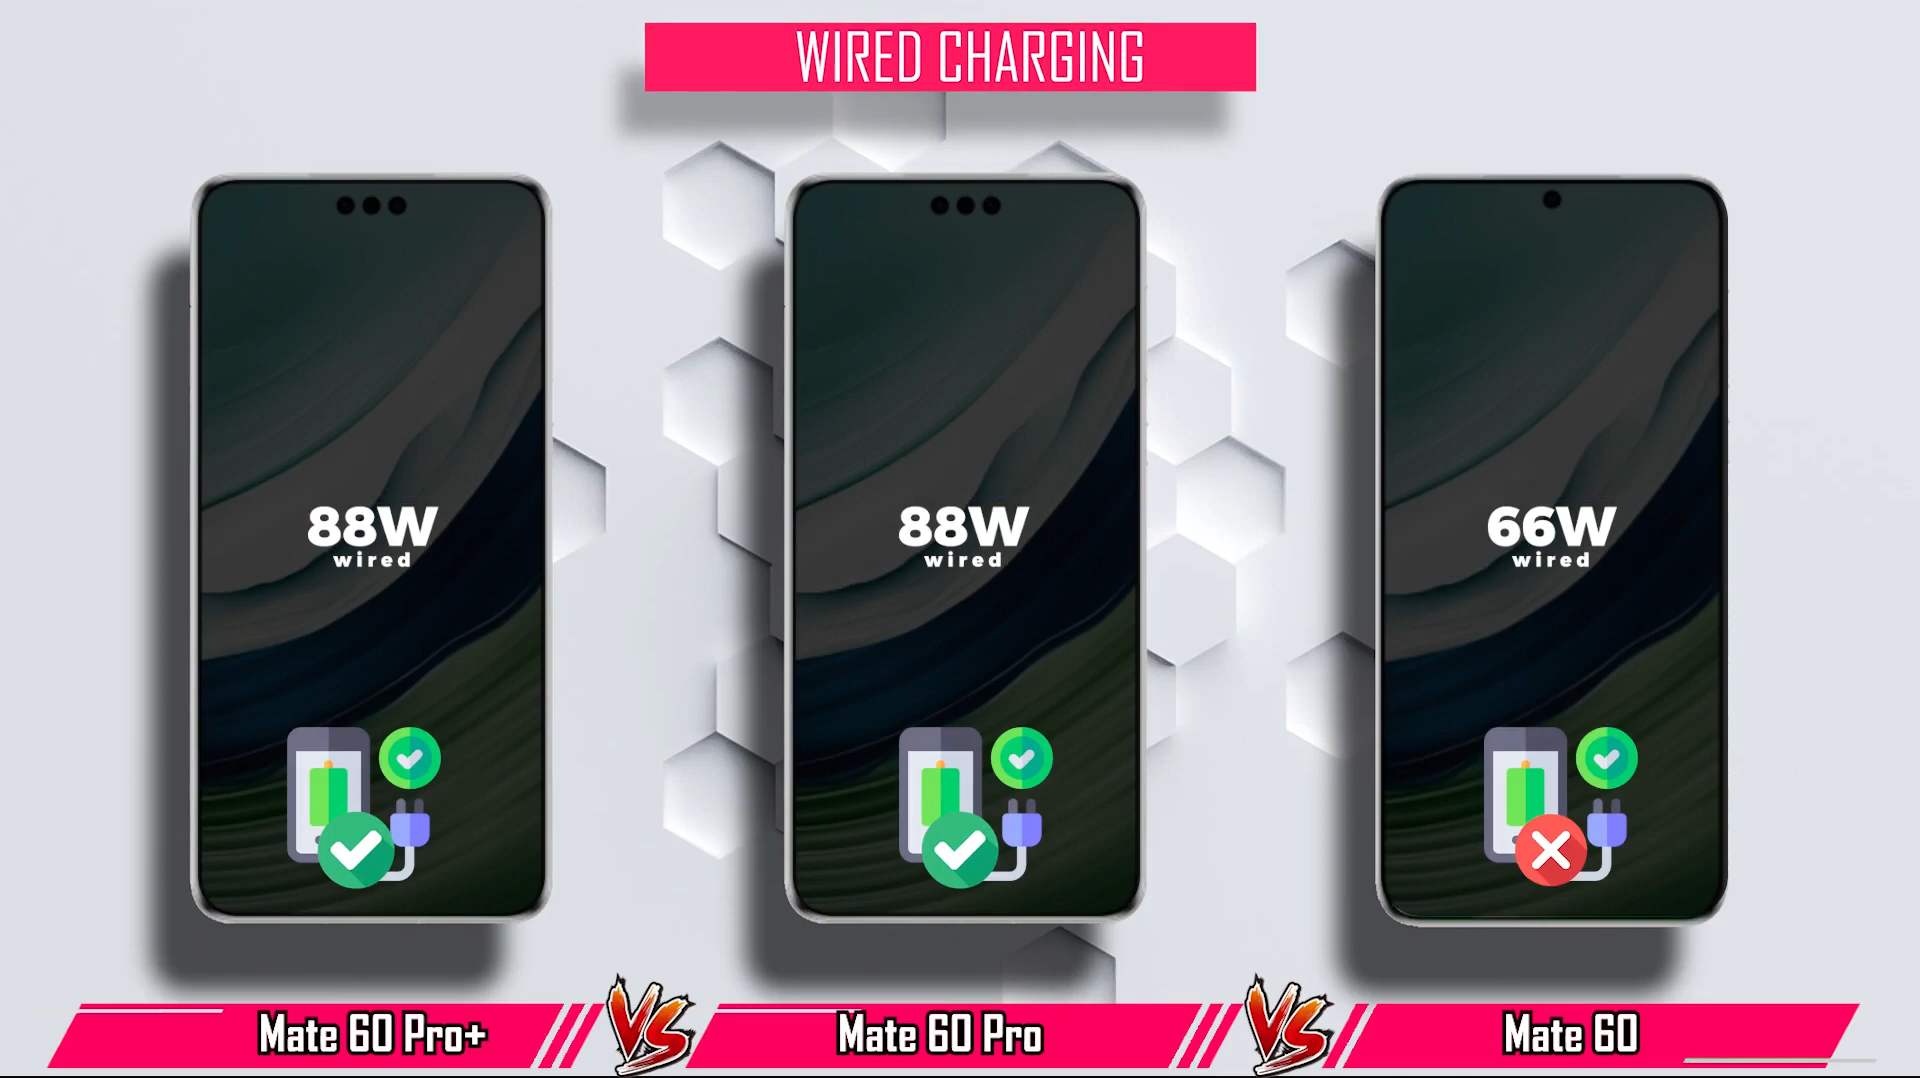 WIRED CHARGING
88W
wired
88W
wired
66W
wired
Mate 60 Pro+
VS
Mate 60 Pro
VS
Mate 60